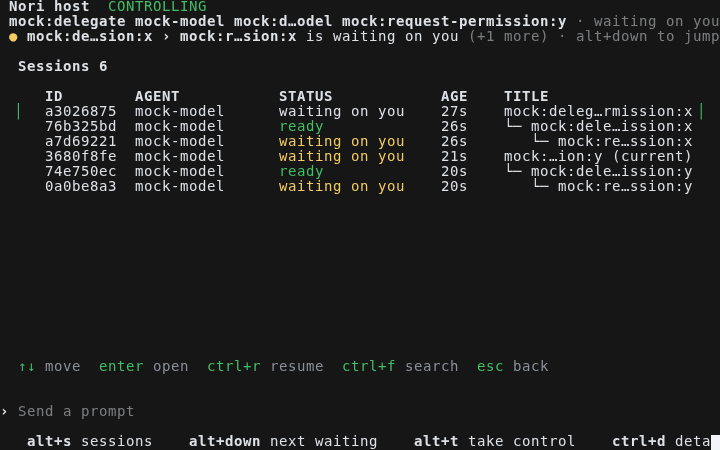 Nori host  CONTROLLING
mock:delegate mock-model mock:d…odel mock:request-permission:y · waiting on you
● mock:de…sion:x › mock:r…sion:x is waiting on you (+1 more) · alt+down to jump
Sessions 6
ID  AGENT  STATUS  AGE  TITLE
a3026875  mock-model  waiting on you  27s  mock:deleg…rmission:x
76b325bd  mock-model  ready  26s  └─ mock:dele…ission:x
a7d69221  mock-model  waiting on you  26s  └─ mock:re…ssion:x
3680f8fe  mock-model  waiting on you  21s  mock:…ion:y (current)
74e750ec  mock-model  ready  20s  └─ mock:dele…ission:y
0a0be8a3  mock-model  waiting on you  20s  └─ mock:re…ssion:y
↑↓ move  enter open  ctrl+r resume  ctrl+f search  esc back
› Send a prompt
alt+s sessions  alt+down next waiting  alt+t take control  ctrl+d deta